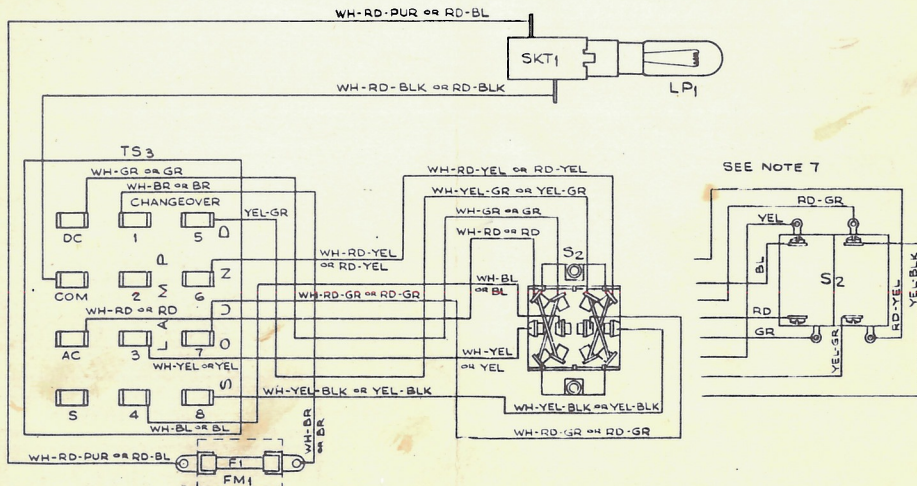 WH-RD-PUR OR RD-BL
SKT1
LP1
WH-RD-BLK OR RD-BLK
TS3
WH-GR OR GR
WH-BR OR BR
CHANGEOVER
YEL-GR
DC
1
5
COM
2
6
WH-RD OR RD
AC
3
7
WH-YEL OR YEL
S
4
8
WH-BL OR BL
LAMP
SOUND
WH-RD-YEL OR RD-YEL
WH-YEL-GR OR YEL-GR
WH-GR OR GR
WH-RD OR RD
WH-RD-YEL
OR RD-YEL
S2
WH-BL
OR BL
WH-RD-GR OR RD-GR
WH-YEL
OR YEL
WH-YEL-BLK OR YEL-BLK
WH-YEL-BLK OR YEL-BLK
WH-RD-GR OR RD-GR
WH-BR
OR BR
WH-RD-PUR OR RD-BL
F1
FM1
SEE NOTE 7
RD-GR
YEL
BL
S2
RD
GR
YEL-GR
RD-YEL
YEL-BLK